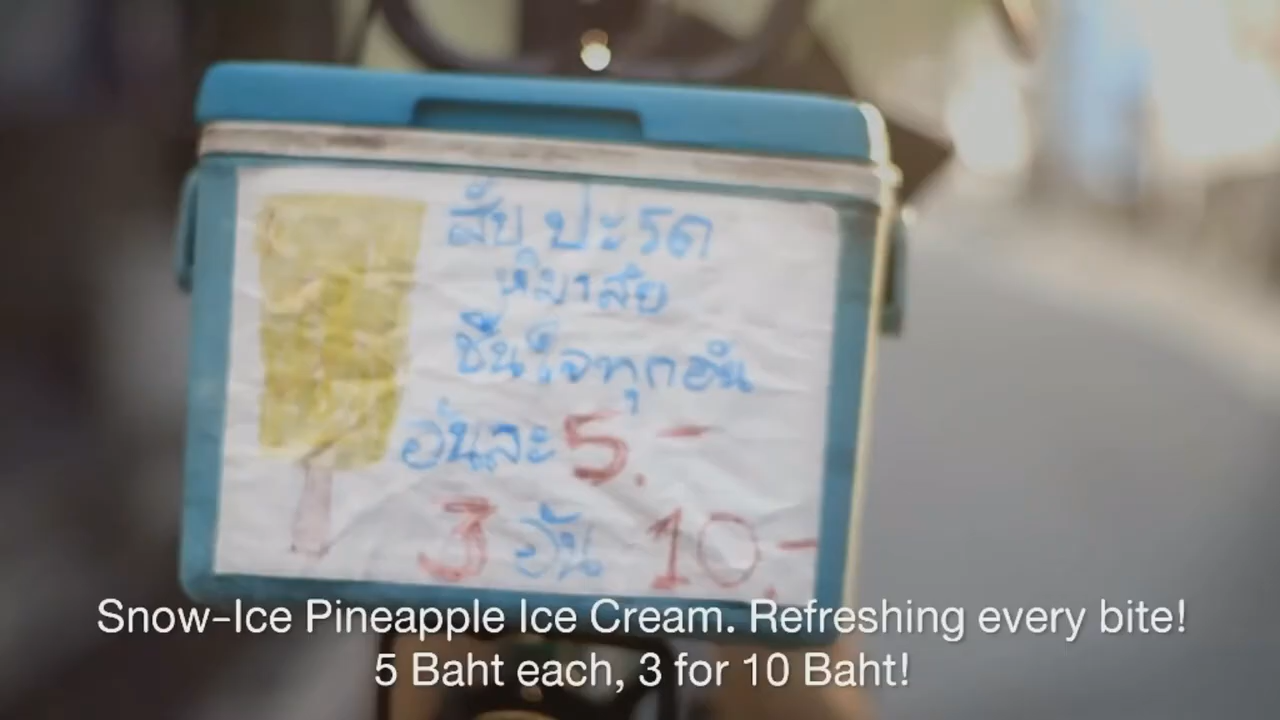 สับปะรด
หิมาลัย
ชื่นใจทุกอัน
อันละ 5.-
3 อัน 10.-
Snow-Ice Pineapple Ice Cream. Refreshing every bite!
5 Baht each, 3 for 10 Baht!